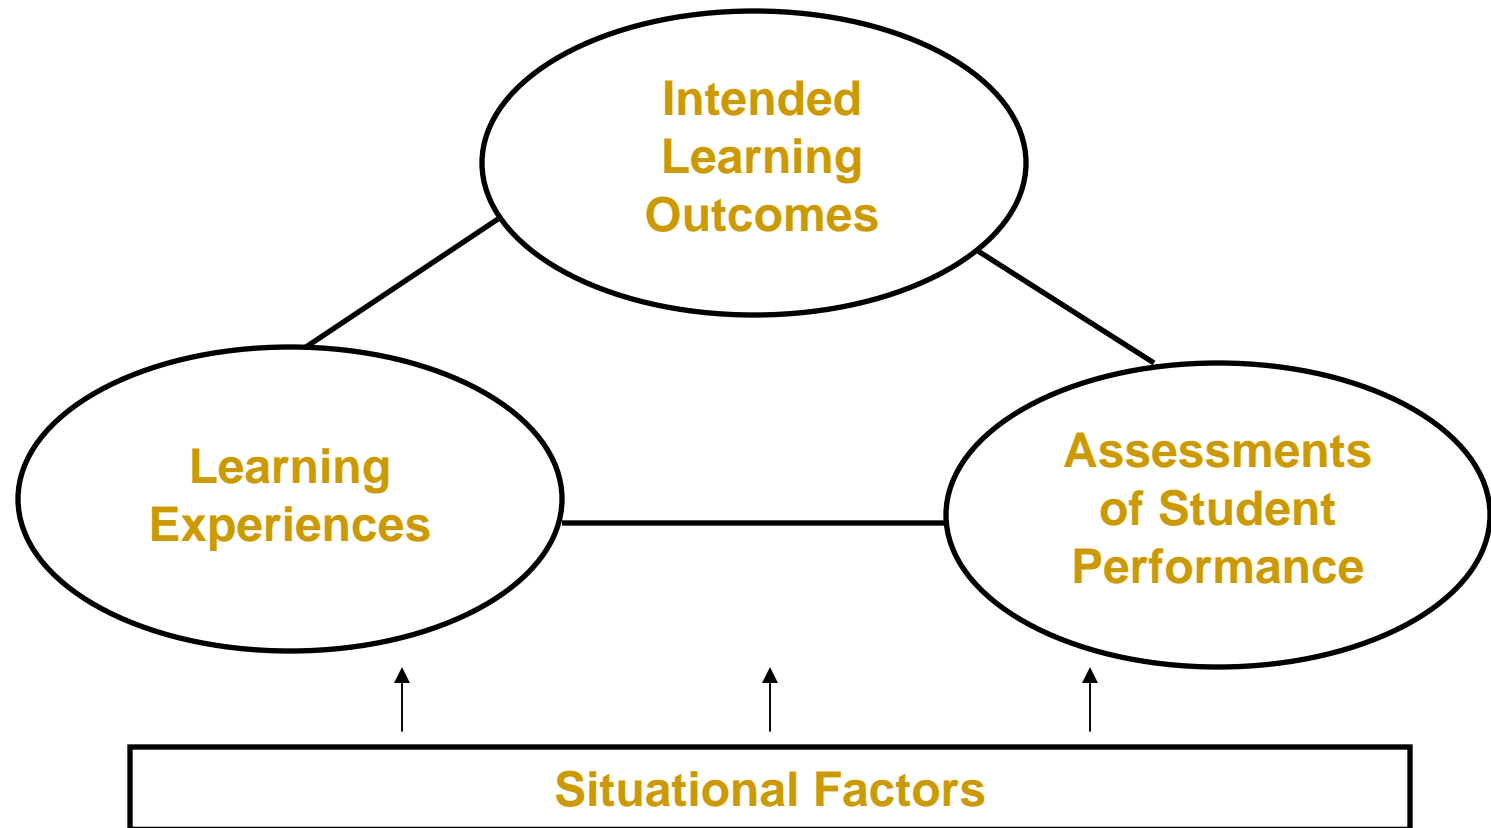 Intended
Learning
Outcomes
Learning
Experiences
Assessments
of Student
Performance
Situational Factors